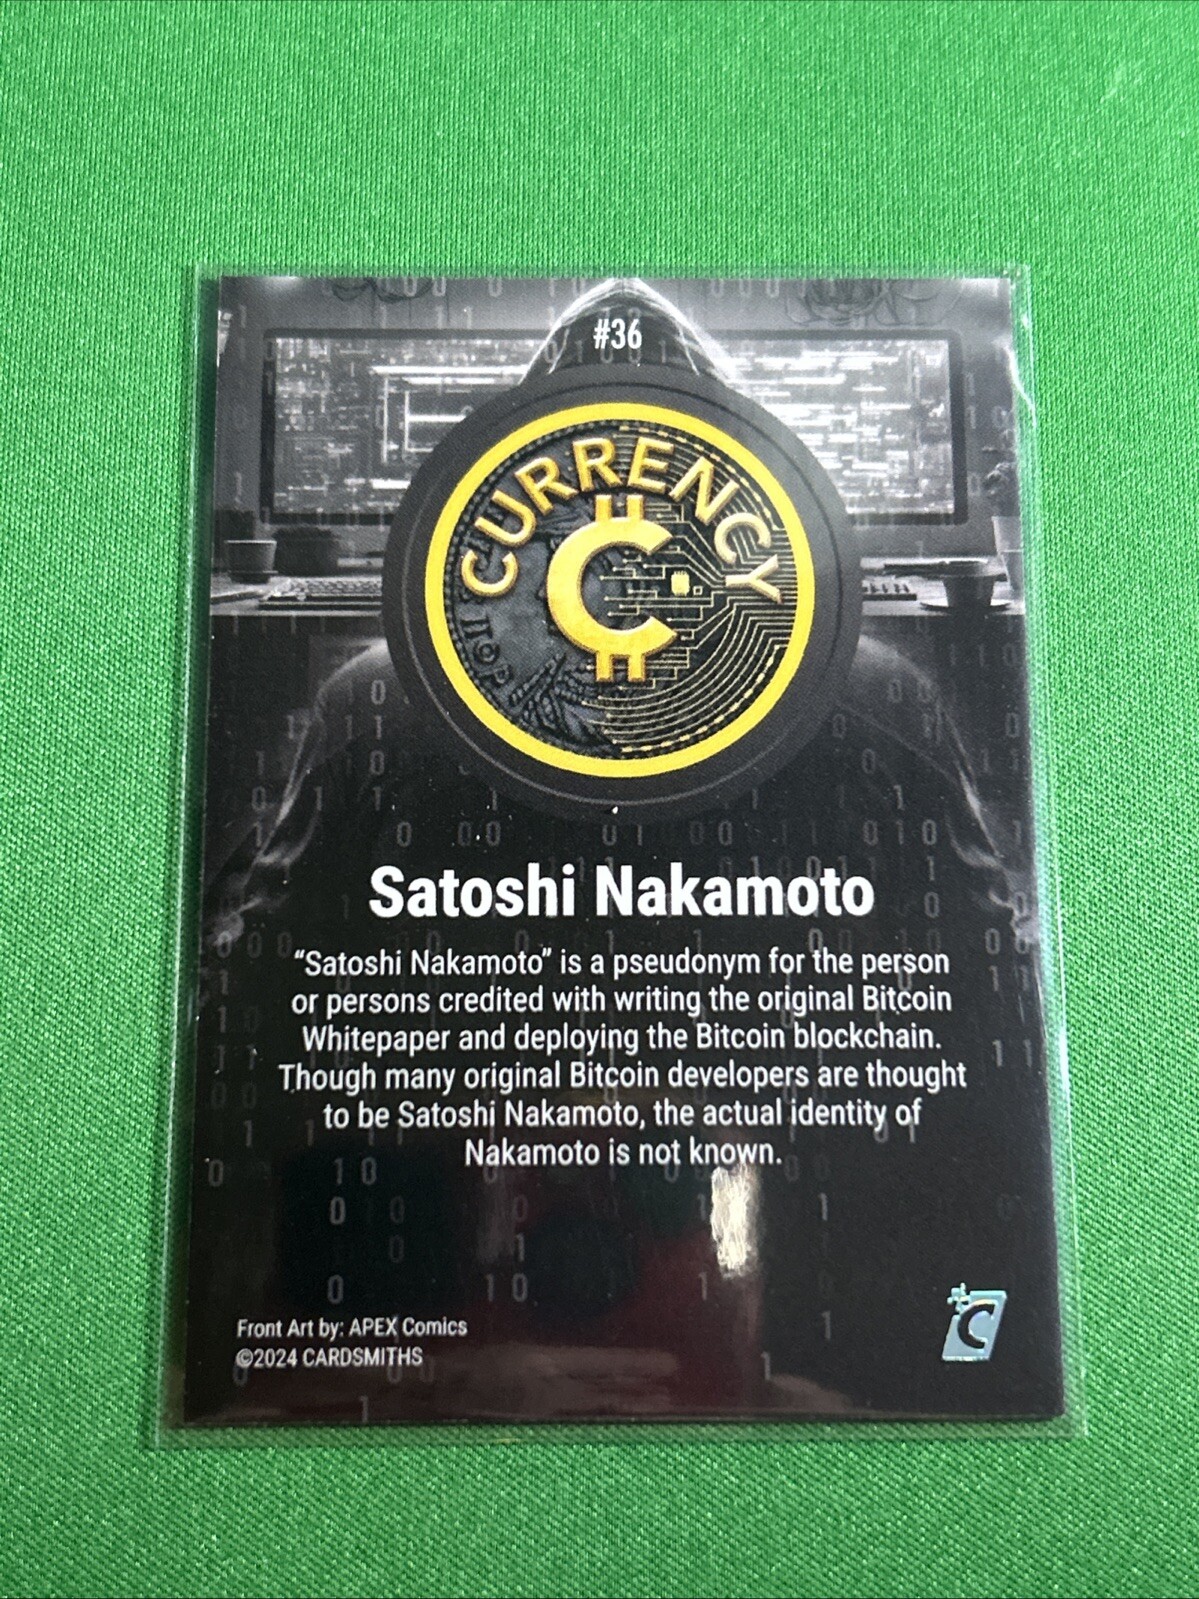 #36
CURRENCY
Satoshi Nakamoto
“Satoshi Nakamoto” is a pseudonym for the person
or persons credited with writing the original Bitcoin
Whitepaper and deploying the Bitcoin blockchain.
Though many original Bitcoin developers are thought
to be Satoshi Nakamoto, the actual identity of
Nakamoto is not known.
Front Art by: APEX Comics
©2024 CARDSMITHS
C